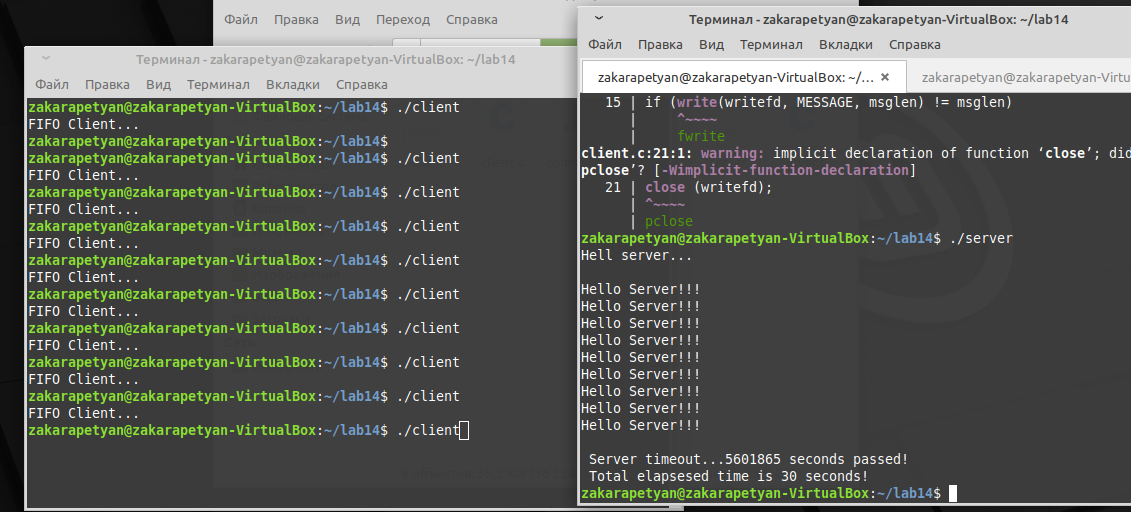 Файл Правка Вид Переход Справка
Терминал - zakarapetyan@zakarapetyan-VirtualBox: ~/lab14
Файл Правка Вид Терминал Вкладки Справка
zakarapetyan@zakarapetyan-VirtualBox:~/lab14$ ./client
FIFO Client...
zakarapetyan@zakarapetyan-VirtualBox:~/lab14$
zakarapetyan@zakarapetyan-VirtualBox:~/lab14$ ./client
FIFO Client...
zakarapetyan@zakarapetyan-VirtualBox:~/lab14$ ./client
FIFO Client...
zakarapetyan@zakarapetyan-VirtualBox:~/lab14$ ./client
FIFO Client...
zakarapetyan@zakarapetyan-VirtualBox:~/lab14$ ./client
FIFO Client...
zakarapetyan@zakarapetyan-VirtualBox:~/lab14$ ./client
FIFO Client...
zakarapetyan@zakarapetyan-VirtualBox:~/lab14$ ./client
FIFO Client...
zakarapetyan@zakarapetyan-VirtualBox:~/lab14$ ./client
FIFO Client...
zakarapetyan@zakarapetyan-VirtualBox:~/lab14$ ./client
FIFO Client...
zakarapetyan@zakarapetyan-VirtualBox:~/lab14$ ./client
Терминал - zakarapetyan@zakarapetyan-VirtualBox: ~/lab14
Файл Правка Вид Терминал Вкладки Справка
zakarapetyan@zakarapetyan-VirtualBox: ~/... × zakarapetyan@zakarapetyan-Virtu
15 | if (write(writefd, MESSAGE, msglen) != msglen)
| ^~~~~
| fwrite
client.c:21:1: warning: implicit declaration of function ‘close’; did
pclose’? [-Wimplicit-function-declaration]
21 | close (writefd);
| ^~~~~
| pclose
zakarapetyan@zakarapetyan-VirtualBox:~/lab14$ ./server
Hell server...
Hello Server!!!
Hello Server!!!
Hello Server!!!
Hello Server!!!
Hello Server!!!
Hello Server!!!
Hello Server!!!
Hello Server!!!
Hello Server!!!
Server timeout...5601865 seconds passed!
Total elapsesed time is 30 seconds!
zakarapetyan@zakarapetyan-VirtualBox:~/lab14$